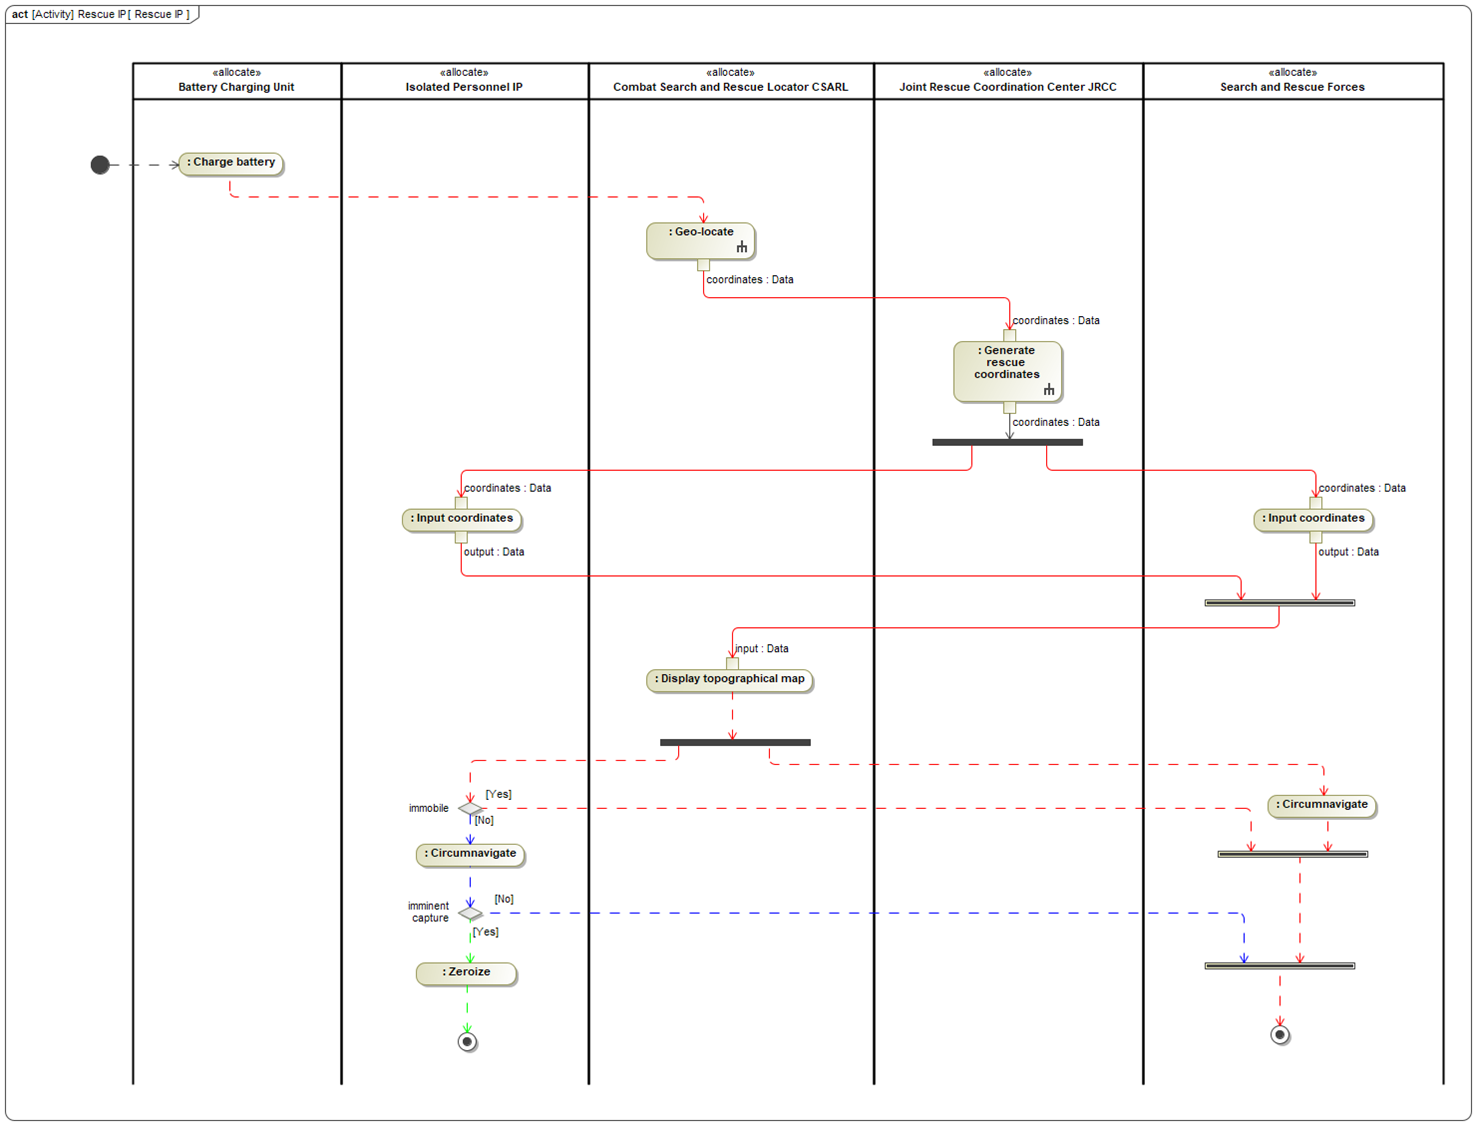 act [Activity] Rescue IP[ Rescue IP ]
«allocate»
Battery Charging Unit
«allocate»
Isolated Personnel IP
«allocate»
Combat Search and Rescue Locator CSARL
«allocate»
Joint Rescue Coordination Center JRCC
«allocate»
Search and Rescue Forces
: Charge battery
: Geo-locate
coordinates : Data
coordinates : Data
: Generate
rescue
coordinates
coordinates : Data
coordinates : Data
: Input coordinates
output : Data
coordinates : Data
: Input coordinates
output : Data
input : Data
: Display topographical map
immobile
[Yes]
[No]
: Circumnavigate
: Circumnavigate
imminent
capture
[No]
[Yes]
: Zeroize